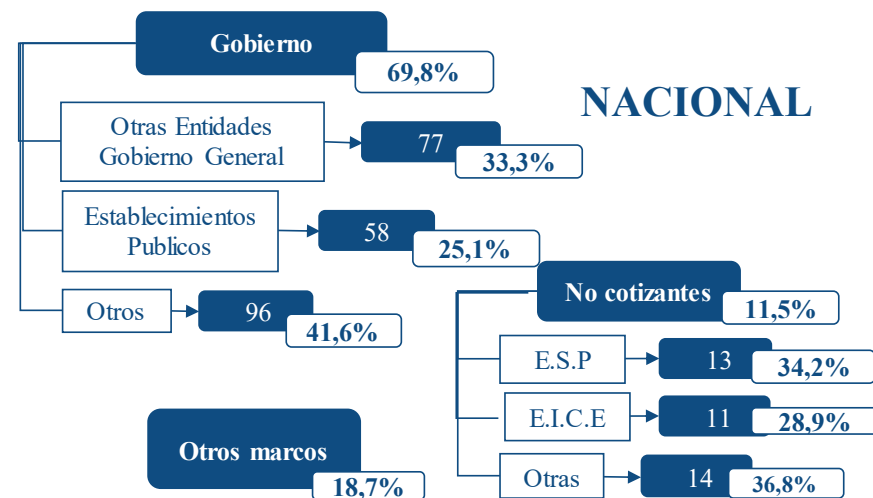 Gobierno
69,8%
NACIONAL
Otras Entidades
Gobierno General
77
33,3%
Establecimientos
Publicos
58
25,1%
Otros
96
41,6%
No cotizantes
11,5%
E.S.P
13
34,2%
E.I.C.E
11
28,9%
Otras
14
36,8%
Otros marcos
18,7%